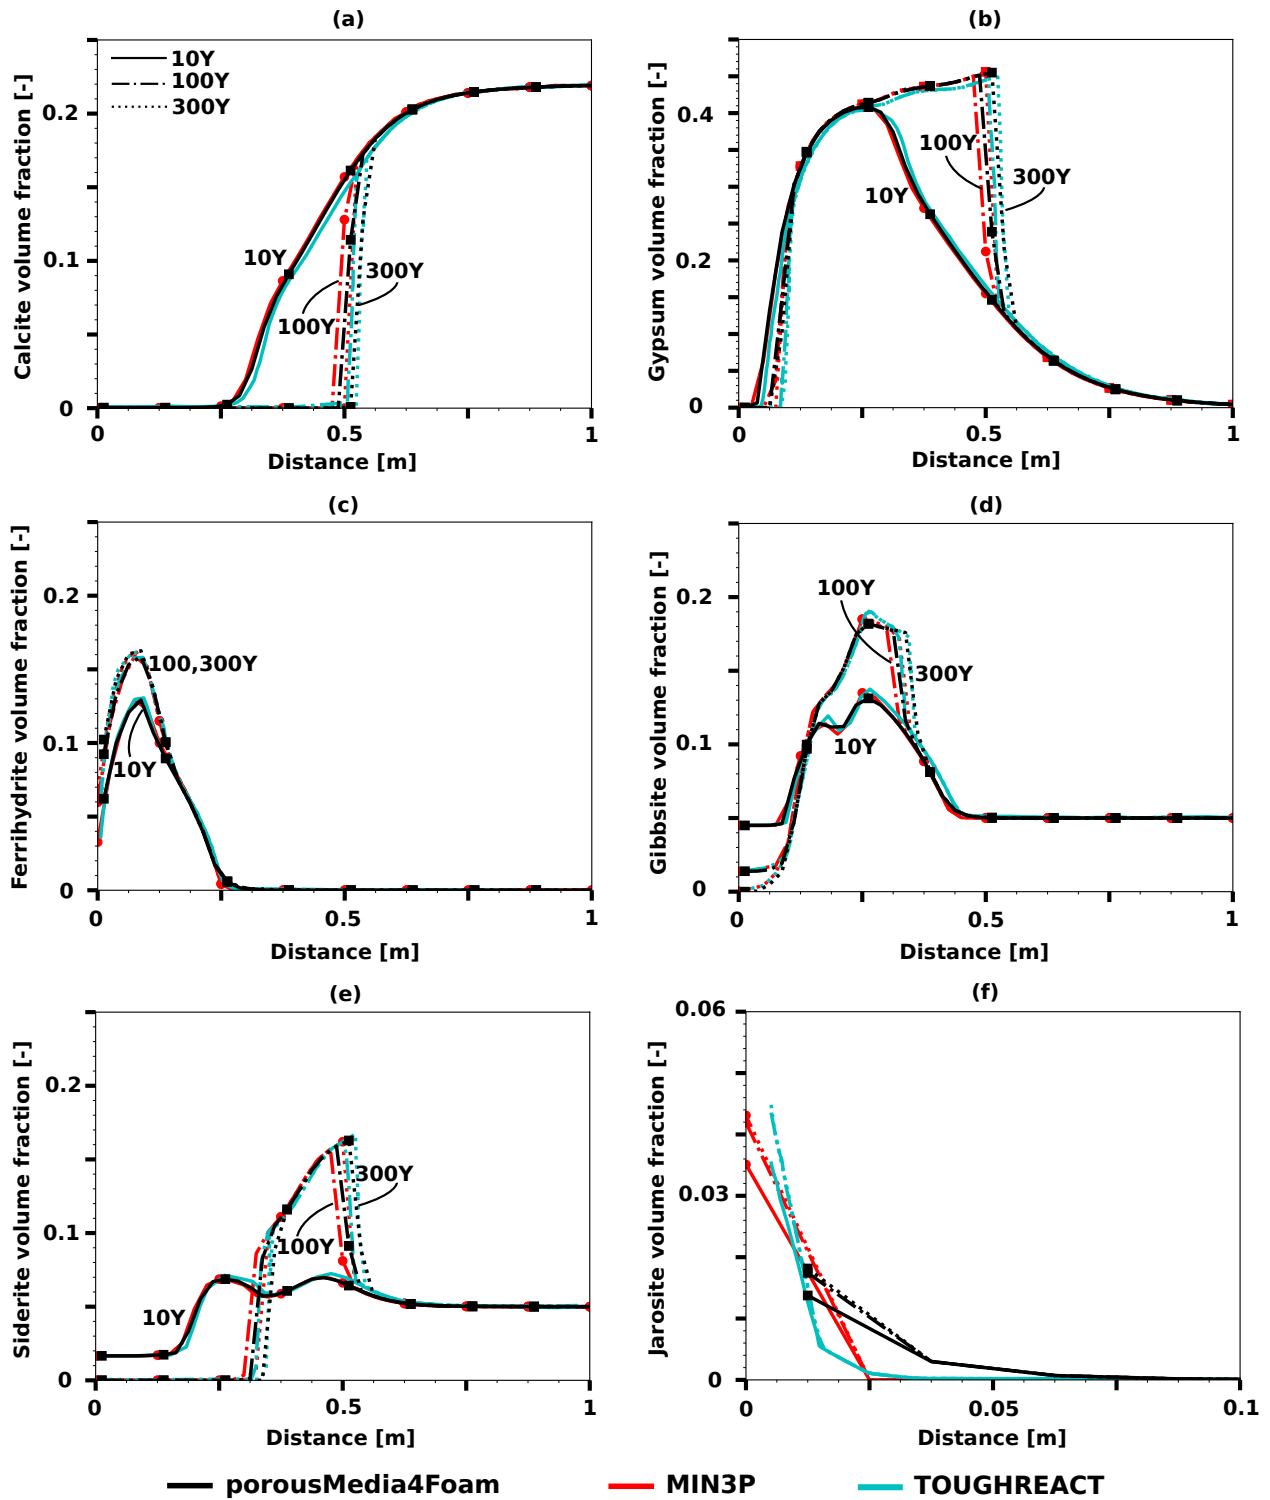 (a)
Calcite volume fraction [-]
10Y
100Y
300Y
0.2
0.1
0
10Y
300Y
100Y
0
0.5
1
Distance [m]
(b)
Gypsum volume fraction [-]
0.4
0.2
0
100Y
300Y
10Y
0
0.5
1
Distance [m]
(c)
Ferrihydrite volume fraction [-]
0.2
0.1
0
100,300Y
10Y
0
0.5
1
Distance [m]
(d)
Gibbsite volume fraction [-]
0.2
0.1
0
100Y
300Y
10Y
0
0.5
1
Distance [m]
(e)
Siderite volume fraction [-]
0.2
0.1
0
300Y
100Y
10Y
0
0.5
1
Distance [m]
(f)
Jarosite volume fraction [-]
0.06
0.03
0
0
0.05
0.1
Distance [m]
porousMedia4Foam
MIN3P
TOUGHREACT